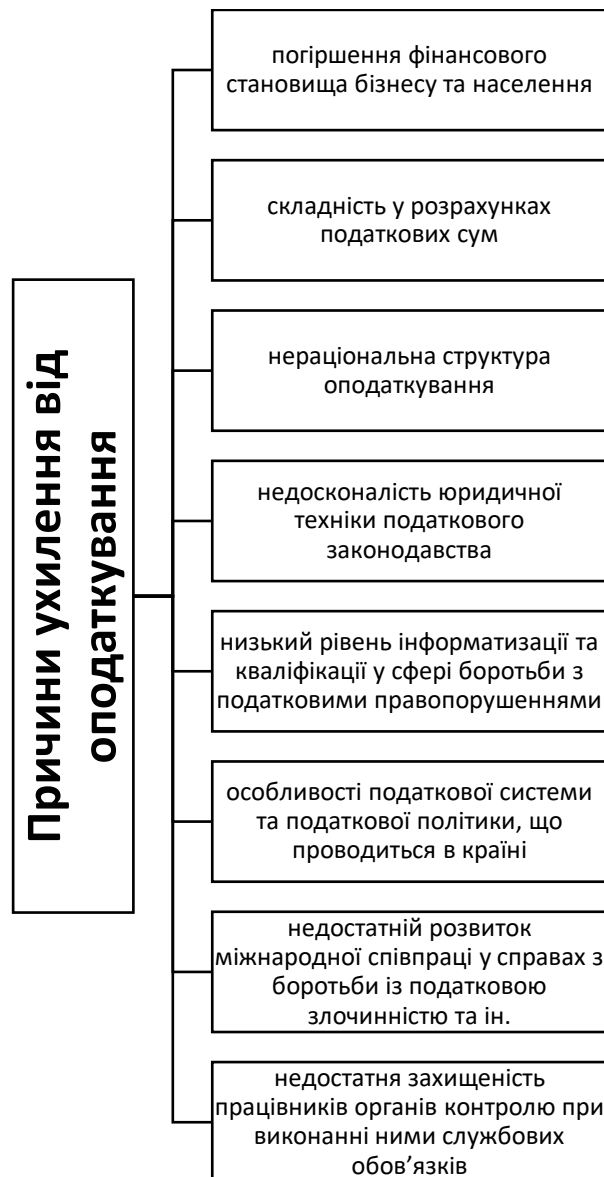 Причини ухилення від
оподаткування
погіршення фінансового
становища бізнесу та населення
складність у розрахунках
податкових сум
нераціональна структура
оподаткування
недосконалість юридичної
техніки податкового
законодавства
низький рівень інформатизації та
кваліфікації у сфері боротьби з
податковими правопорушеннями
особливості податкової системи
та податкової політики, що
проводиться в країні
недостатній розвиток
міжнародної співпраці у справах з
боротьби із податковою
злочинністю та ін.
недостатня захищеність
працівників органів контролю при
виконанні ними службових
обов’язків